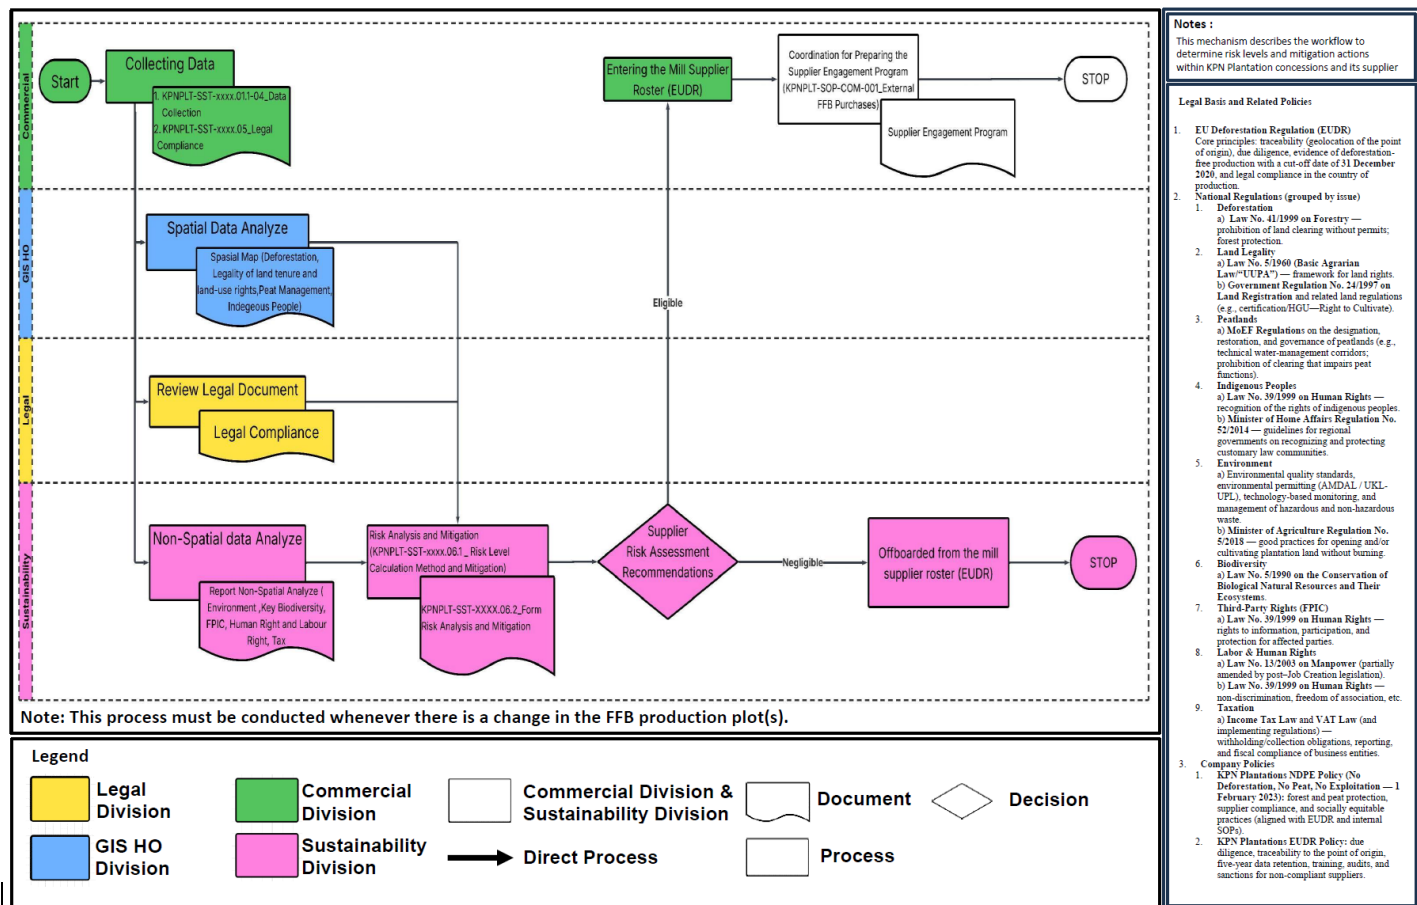 Commercial
Start
Collecting Data
1. KPNPLT-SST-xxxx.01.1-04_Data
Collection
2. KPNPLT-SST-xxxx.05_Legal
Compliance
Entering the Mill Supplier
Roster (EUDR)
Coordination for Preparing the
Supplier Engagement Program
(KPNPLT-SOP-COM-001_External
FFB Purchases)
Supplier Engagement Program
STOP
GIS HO
Spatial Data Analyze
Spasial Map (Deforestation,
Legality of land tenure and
land-use rights,Peat Management,
Indegeous People)
Eligible
Legal
Review Legal Document
Legal Compliance
Sustainability
Non-Spatial data Analyze
Report Non-Spatial Analyze (
Environment ,Key Biodiversity,
FPIC, Human Right and Labour
Right, Tax
Risk Analysis and Mitigation
(KPNPLT-SST-xxxx.06.1_ Risk Level
Calculation Method and Mitigation)
KPNPLT-SST-XXXX.06.2_Form
Risk Analysis and Mitigation
Supplier
Risk Assessment
Recommendations
Negligible
Offboarded from the mill
supplier roster (EUDR)
STOP
Note: This process must be conducted whenever there is a change in the FFB production plot(s).
Legend
Legal
Division
Commercial
Division
Commercial Division &
Sustainability Division
Document
Decision
GIS HO
Division
Sustainability
Division
Direct Process
Process
Notes :
This mechanism describes the workflow to
determine risk levels and mitigation actions
within KPN Plantation concessions and its supplier
Legal Basis and Related Policies
1. EU Deforestation Regulation (EUDR)
Core principles: traceability (geolocation of the point
of origin), due diligence, evidence of deforestation-
free production with a cut-off date of 31 December
2020, and legal compliance in the country of
production.
2. National Regulations (grouped by issue)
1. Deforestation
a) Law No. 41/1999 on Forestry —
prohibition of land clearing without permits;
forest protection.
2. Land Legality
a) Law No. 5/1960 (Basic Agrarian
Law/“UUPA”) — framework for land rights.
b) Government Regulation No. 24/1997 on
Land Registration and related land regulations
(e.g., certification/HGU—Right to Cultivate).
3. Peatlands
a) MoEF Regulations on the designation,
restoration, and governance of peatlands (e.g.,
technical water-management corridors;
prohibition of clearing that impairs peat
functions).
4. Indigenous Peoples
a) Law No. 39/1999 on Human Rights —
recognition of the rights of indigenous peoples.
b) Minister of Home Affairs Regulation No.
52/2014 — guidelines for regional
governments on recognizing and protecting
customary law communities.
5. Environment
a) Environmental quality standards,
environmental permitting (AMDAL / UKL-
UPL), technology-based monitoring, and
management of hazardous and non-hazardous
waste.
b) Minister of Agriculture Regulation No.
5/2018 — good practices for opening and/or
cultivating plantation land without burning.
6. Biodiversity
a) Law No. 5/1990 on the Conservation of
Biological Natural Resources and Their
Ecosystems.
7. Third-Party Rights (FPIC)
a) Law No. 39/1999 on Human Rights —
rights to information, participation, and
protection for affected parties.
8. Labor & Human Rights
a) Law No. 13/2003 on Manpower (partially
amended by post–Job Creation legislation).
b) Law No. 39/1999 on Human Rights —
non-discrimination, freedom of association, etc.
9. Taxation
a) Income Tax Law and VAT Law (and
implementing regulations) —
withholding/collection obligations, reporting,
and fiscal compliance of business entities.
3. Company Policies
1. KPN Plantations NDPE Policy (No
Deforestation, No Peat, No Exploitation — 1
February 2023): forest and peat protection,
supplier compliance, and socially equitable
practices (aligned with EUDR and internal
SOPs).
2. KPN Plantations EUDR Policy: due
diligence, traceability to the point of origin,
five-year data retention, training, audits, and
sanctions for non-compliant suppliers.